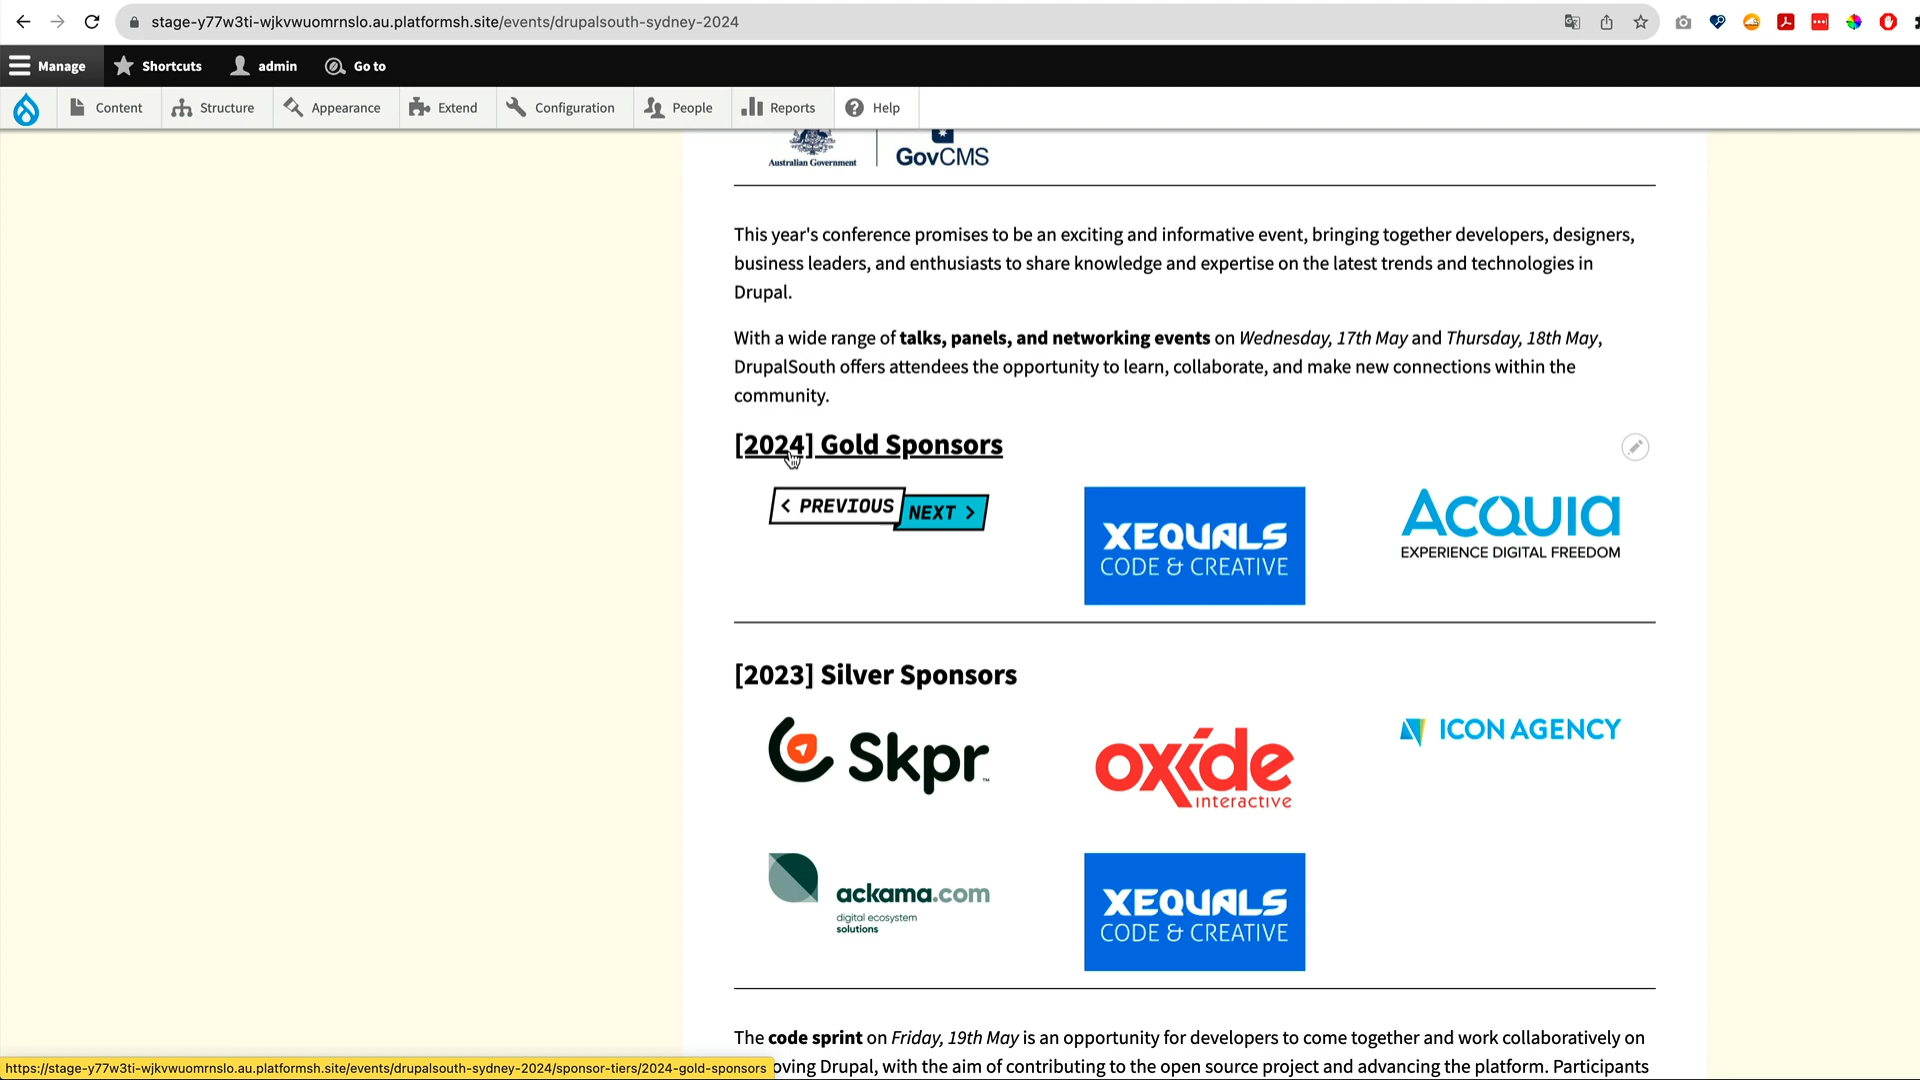 stage-y77w3ti-wjkvwuomrnslo.au.platformsh.site/events/drupalsouth-sydney-2024
Manage Shortcuts admin Go to
Content Structure Appearance Extend Configuration People Reports Help
Australian Government GovCMS
This year's conference promises to be an exciting and informative event, bringing together developers, designers,
business leaders, and enthusiasts to share knowledge and expertise on the latest trends and technologies in
Drupal.
With a wide range of talks, panels, and networking events on Wednesday, 17th May and Thursday, 18th May,
DrupalSouth offers attendees the opportunity to learn, collaborate, and make new connections within the
community.
[2024] Gold Sponsors
< PREVIOUS NEXT >
XEQUALS
CODE & CREATIVE
ACQUIA
EXPERIENCE DIGITAL FREEDOM
[2023] Silver Sponsors
Skpr™
oxide
interactive
ICON AGENCY
ackama.com
digital ecosystem
solutions
XEQUALS
CODE & CREATIVE
The code sprint on Friday, 19th May is an opportunity for developers to come together and work collaboratively on
oving Drupal, with the aim of contributing to the open source project and advancing the platform. Participants
https://stage-y77w3ti-wjkvwuomrnslo.au.platformsh.site/events/drupalsouth-sydney-2024/sponsor-tiers/2024-gold-sponsors